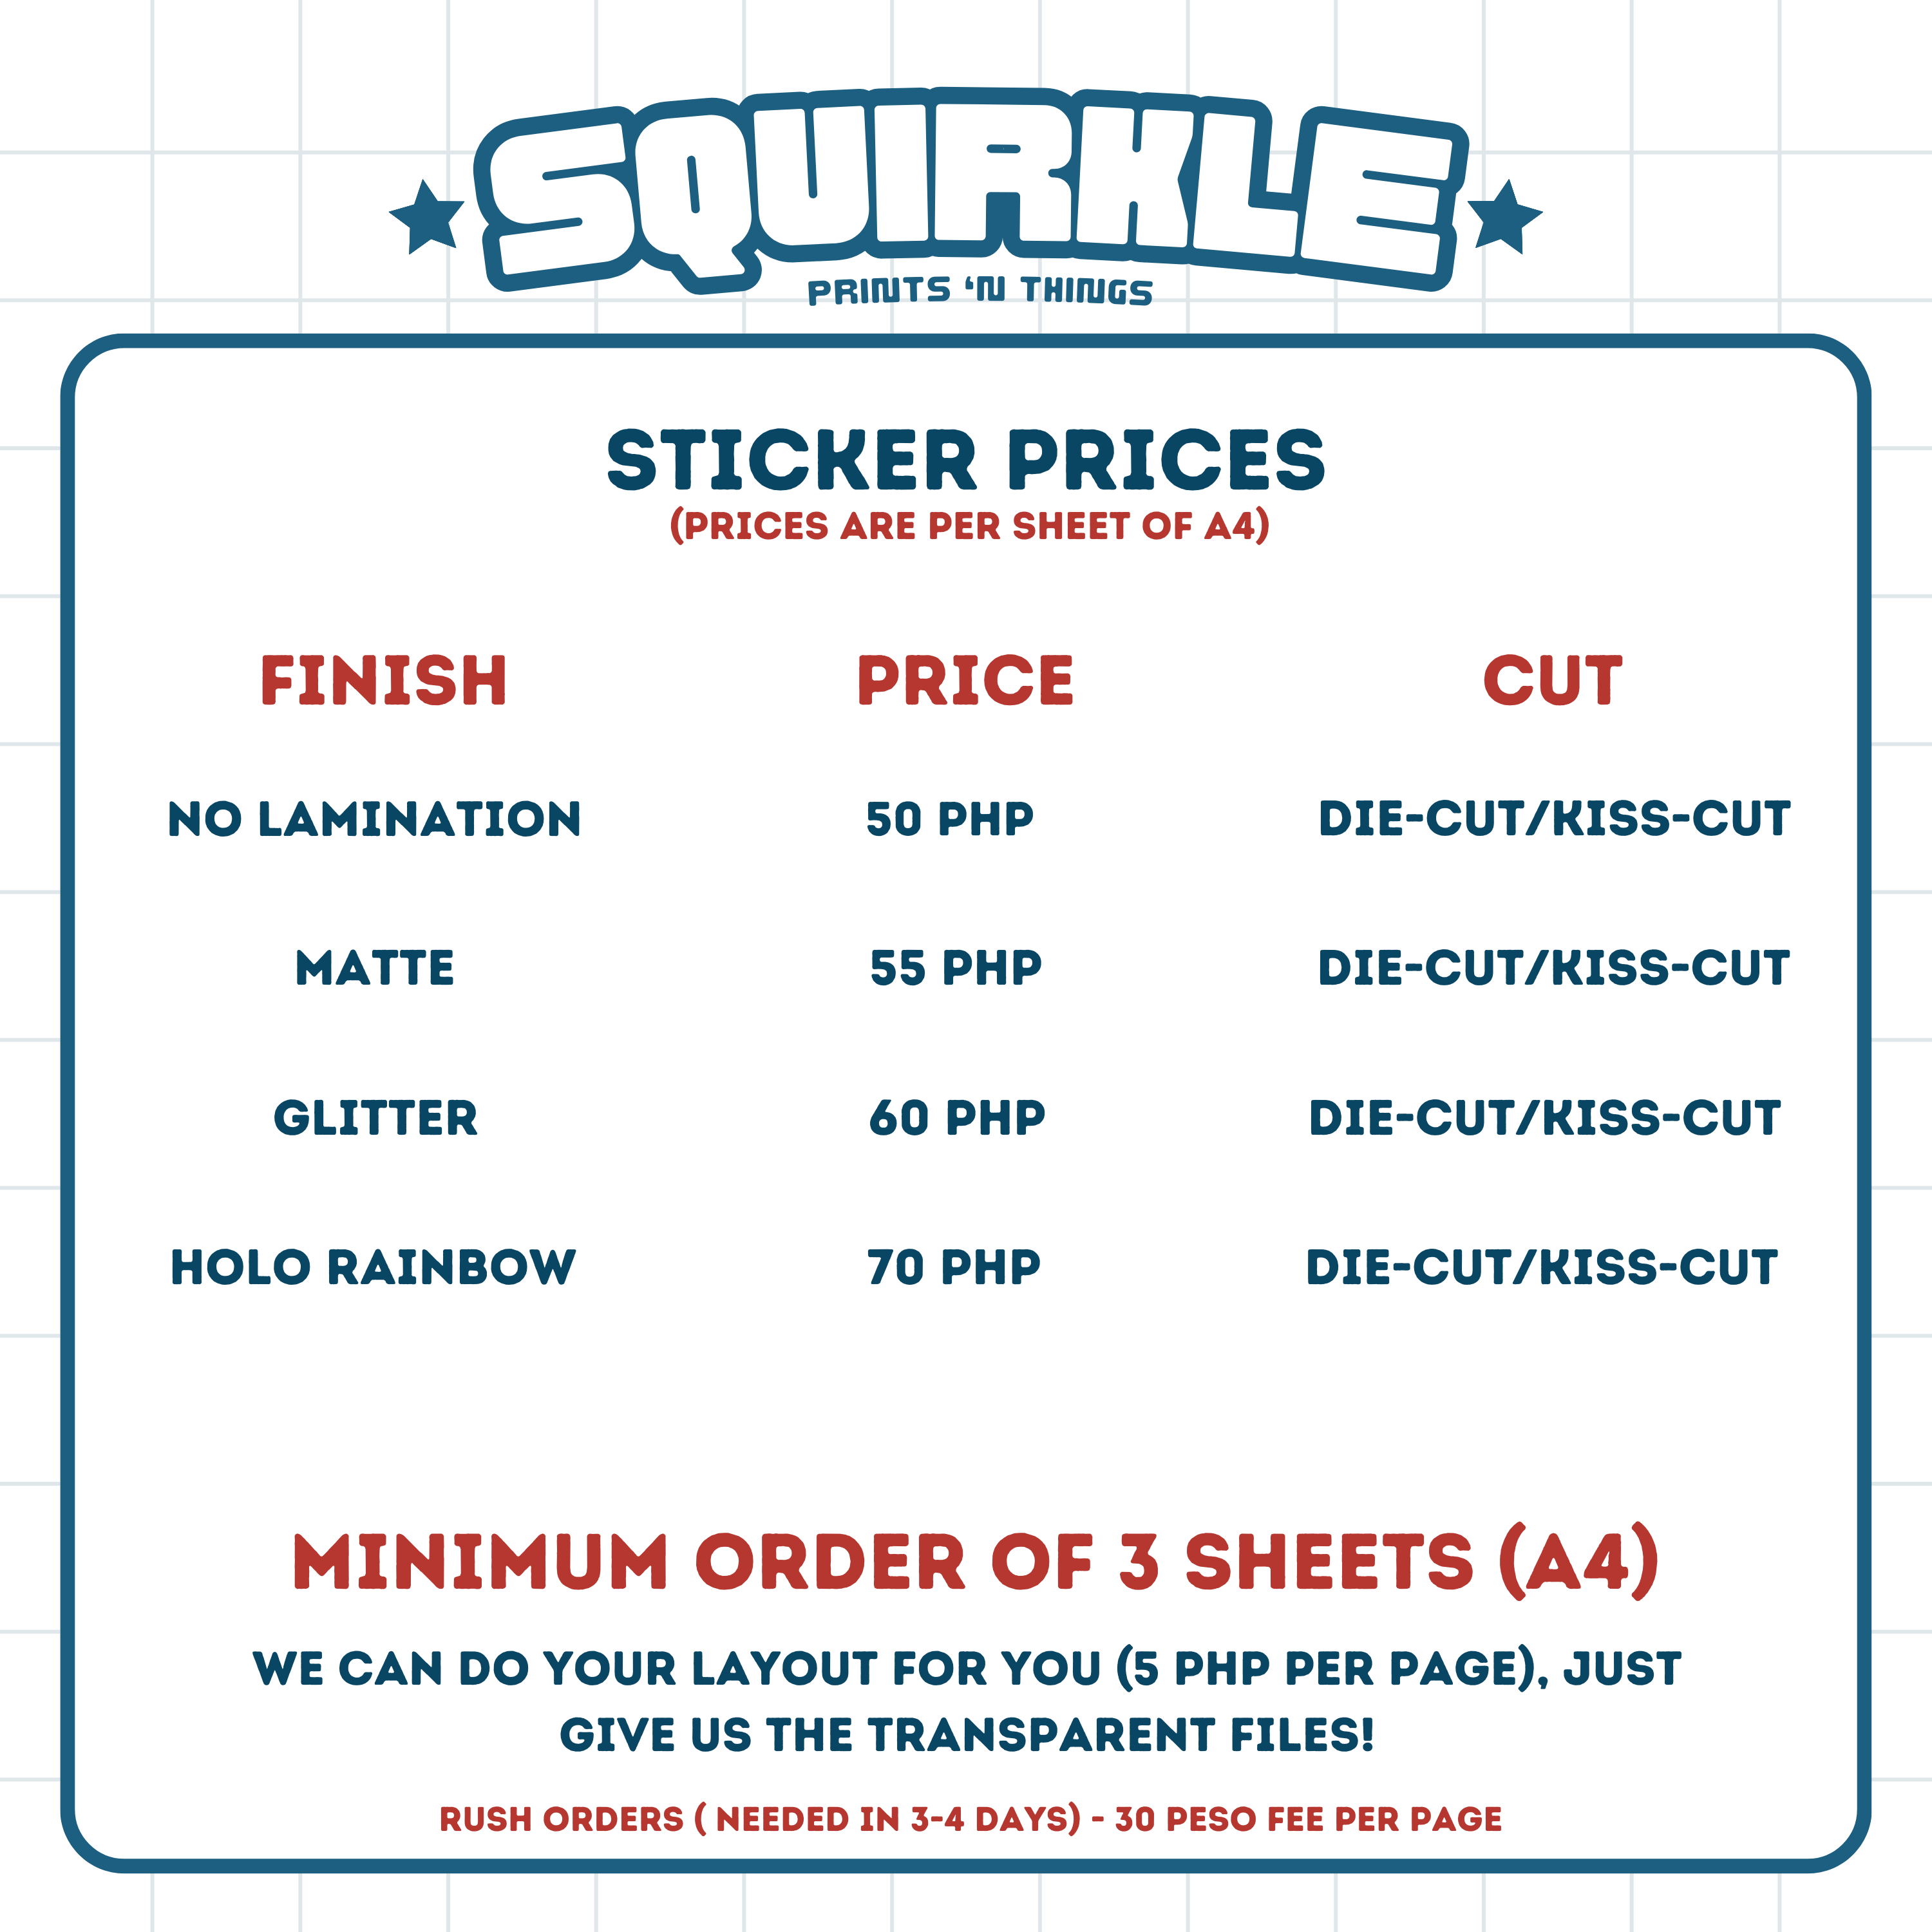 SQUIRKLE
PRINTS 'N THINGS
STICKER PRICES
(PRICES ARE PER SHEET OF A4)
FINISH PRICE CUT
NO LAMINATION 50 PHP DIE-CUT/KISS-CUT
MATTE 55 PHP DIE-CUT/KISS-CUT
GLITTER 60 PHP DIE-CUT/KISS-CUT
HOLO RAINBOW 70 PHP DIE-CUT/KISS-CUT
MINIMUM ORDER OF 3 SHEETS (A4)
WE CAN DO YOUR LAYOUT FOR YOU (5 PHP PER PAGE), JUST
GIVE US THE TRANSPARENT FILES!
RUSH ORDERS ( NEEDED IN 3-4 DAYS) - 30 PESO FEE PER PAGE